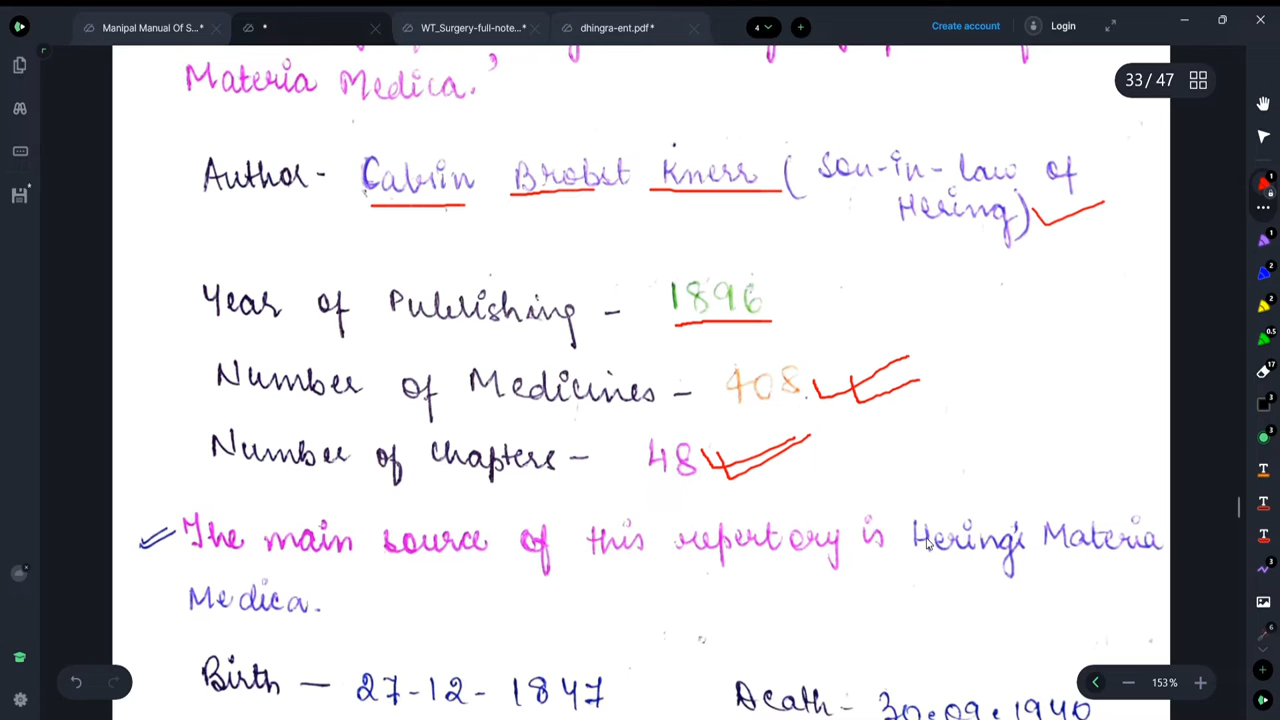 Manipal Manual Of S...*
*
WT_Surgery-full-note...*
dhingra-ent.pdf*
4
Create account
Login
Materia Medica.'
33 / 47
Author- Calvin Brobst Knerr ( Son-in-law of
Hering)
Year of Publishing - 1896
Number of Medicines - 408.
Number of chapters - 48
The main source of this repertory is Hering's Materia
Medica.
Birth - 27-12-1847
Death - 30.09.1940
153%